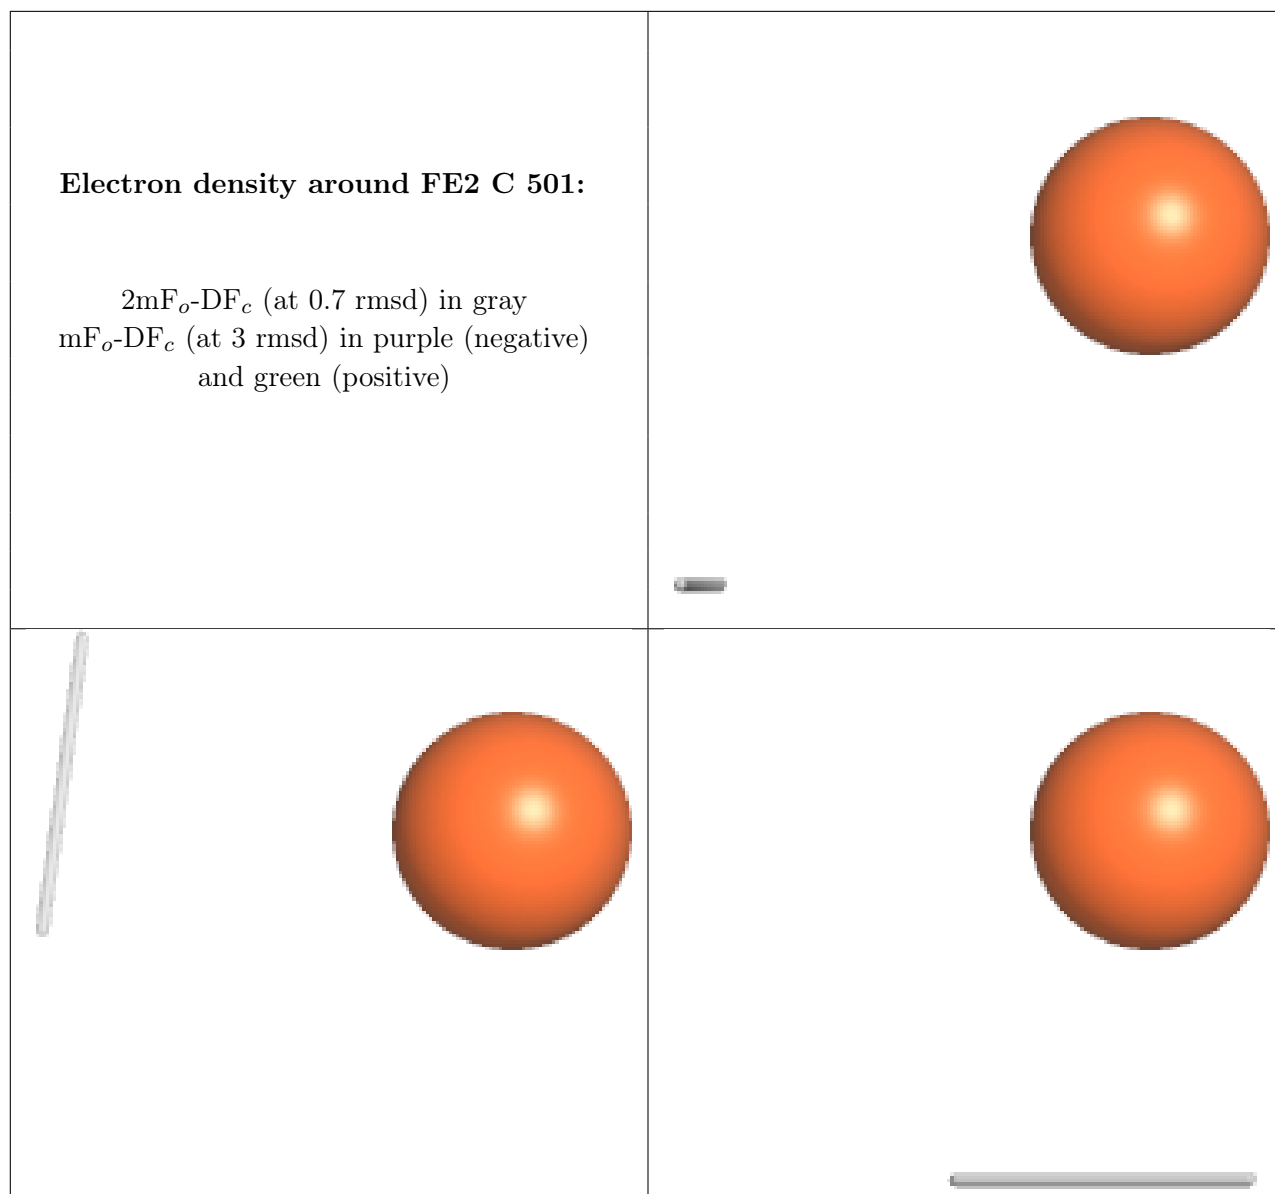 Electron density around FE2 C 501:
2mFo-DFc (at 0.7 rmsd) in gray
mFo-DFc (at 3 rmsd) in purple (negative)
and green (positive)